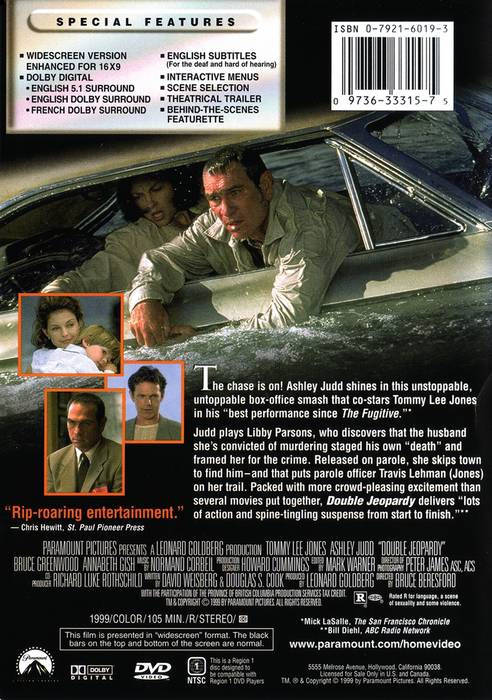 SPECIAL FEATURES
▪ WIDESCREEN VERSION
ENHANCED FOR 16X9
▪ DOLBY DIGITAL
• ENGLISH 5.1 SURROUND
• ENGLISH DOLBY SURROUND
• FRENCH DOLBY SURROUND
▪ ENGLISH SUBTITLES
(For the deaf and hard of hearing)
▪ INTERACTIVE MENUS
▪ SCENE SELECTION
▪ THEATRICAL TRAILER
▪ BEHIND-THE-SCENES
FEATURETTE
ISBN 0-7921-6019-3
0 9736-33315-7 5
The chase is on! Ashley Judd shines in this unstoppable,
untoppable box-office smash that co-stars Tommy Lee Jones
in his "best performance since The Fugitive."*
Judd plays Libby Parsons, who discovers that the husband
she's convicted of murdering staged his own "death" and
framed her for the crime. Released on parole, she skips town
to find him—and that puts parole officer Travis Lehman (Jones)
on her trail. Packed with more crowd-pleasing excitement than
several movies put together, Double Jeopardy delivers "lots
of action and spine-tingling suspense from start to finish."**
"Rip-roaring entertainment."
— Chris Hewitt, St. Paul Pioneer Press
PARAMOUNT PICTURES PRESENTS A LEONARD GOLDBERG PRODUCTION TOMMY LEE JONES ASHLEY JUDD "DOUBLE JEOPARDY"
BRUCE GREENWOOD ANNABETH GISH MUSIC BY NORMAND CORBEIL PRODUCTION DESIGNER HOWARD CUMMINGS EDITED BY MARK WARNER DIRECTOR OF PHOTOGRAPHY PETER JAMES ASC, ACS
CO-PRODUCER RICHARD LUKE ROTHSCHILD WRITTEN BY DAVID WEISBERG & DOUGLAS S. COOK PRODUCED BY LEONARD GOLDBERG DIRECTED BY BRUCE BERESFORD
WITH THE PARTICIPATION OF THE PROVINCE OF BRITISH COLUMBIA PRODUCTION SERVICES TAX CREDIT.
TM & COPYRIGHT © 1999 BY PARAMOUNT PICTURES. ALL RIGHTS RESERVED.
R
Rated R for language, a scene
of sexuality and some violence.
1999/COLOR/105 MIN./R/STEREO/
This film is presented in "widescreen" format. The black
bars on the top and bottom of the screen are normal.
*Mick LaSalle, The San Francisco Chronicle
**Bill Diehl, ABC Radio Network
www.paramount.com/homevideo
DOLBY
DIGITAL
DVD
VIDEO
1
NTSC
This is a Region 1
disc designed to be
compatible with
Region 1 DVD Players
5555 Melrose Avenue, Hollywood, California 90038.
Licensed for Sale Only in U.S. and Canada.
TM, ® & Copyright © 1999 by Paramount Pictures. All Rights Reserved.